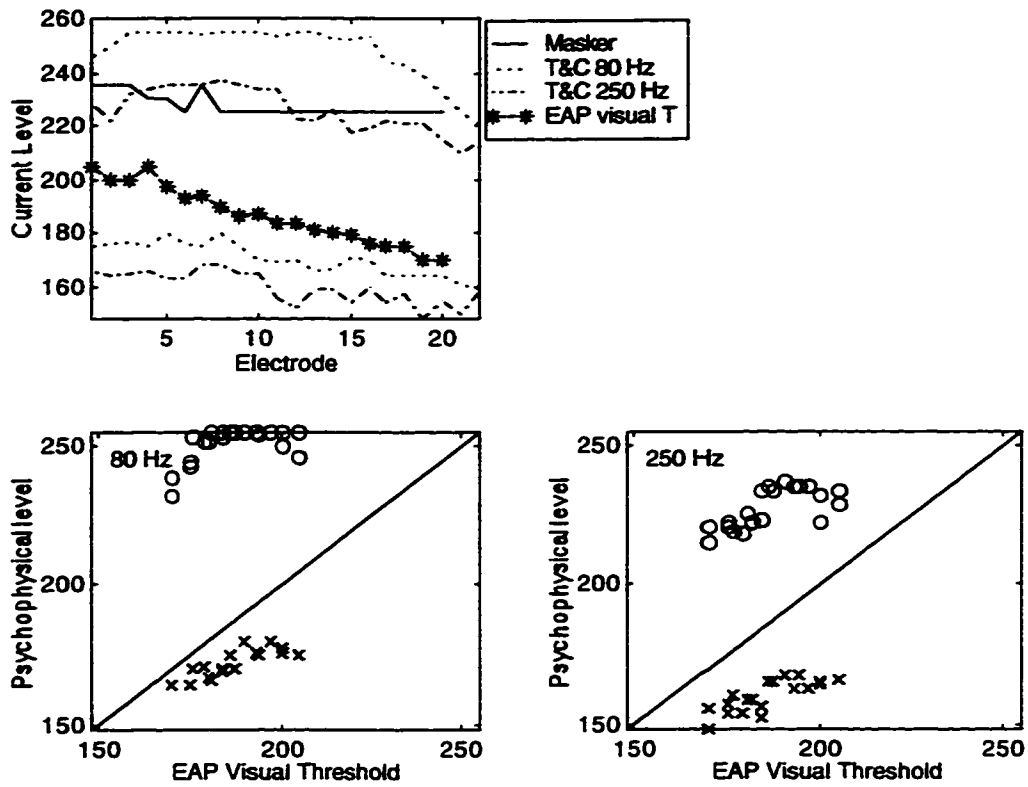 260
240
220
200
180
160
Current Level
5 10 15 20
Electrode
Masker
T&C 80 Hz
T&C 250 Hz
EAP visual T
250
200
150
Psychophysical level
80 Hz
150 200 250
EAP Visual Threshold
250
200
150
Psychophysical level
250 Hz
150 200 250
EAP Visual Threshold